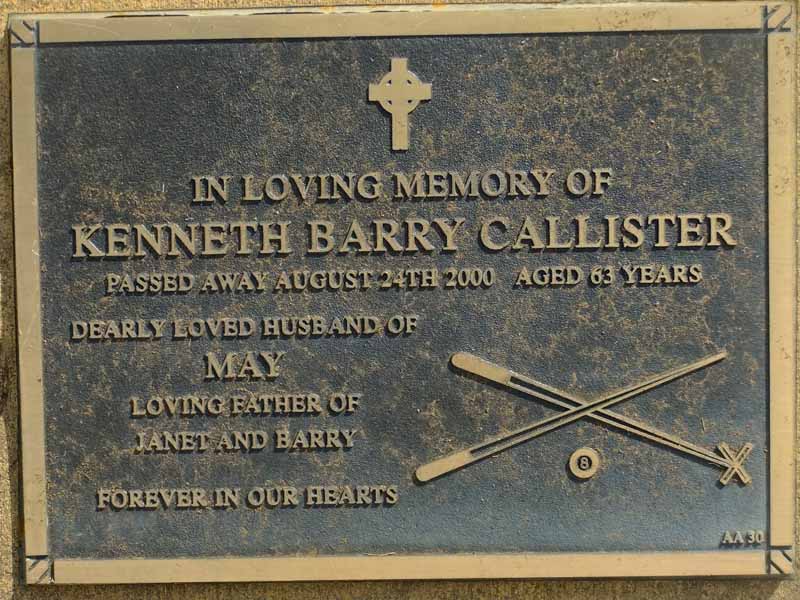 IN LOVING MEMORY OF
KENNETH BARRY CALLISTER
PASSED AWAY AUGUST 24TH 2000 AGED 63 YEARS
DEARLY LOVED HUSBAND OF
MAY
LOVING FATHER OF
JANET AND BARRY
FOREVER IN OUR HEARTS
8
AA 30